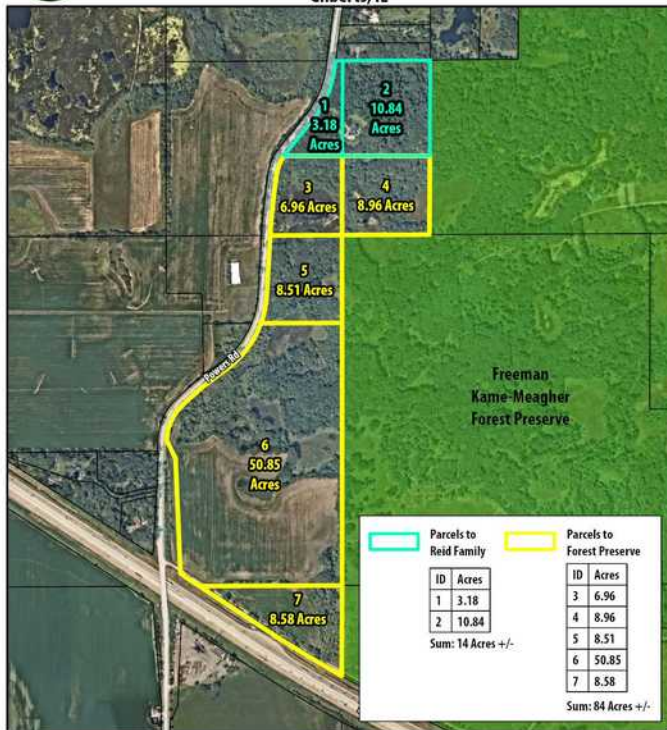 Gilberts, IL
1
3.18
Acres
2
10.84
Acres
3
6.96 Acres
4
8.96 Acres
5
8.51 Acres
Powers Rd
Freeman
Kame-Meagher
Forest Preserve
6
50.85
Acres
7
8.58 Acres
Parcels to
Reid Family
ID Acres
1 3.18
2 10.84
Sum: 14 Acres +/-
Parcels to
Forest Preserve
ID Acres
3 6.96
4 8.96
5 8.51
6 50.85
7 8.58
Sum: 84 Acres +/-